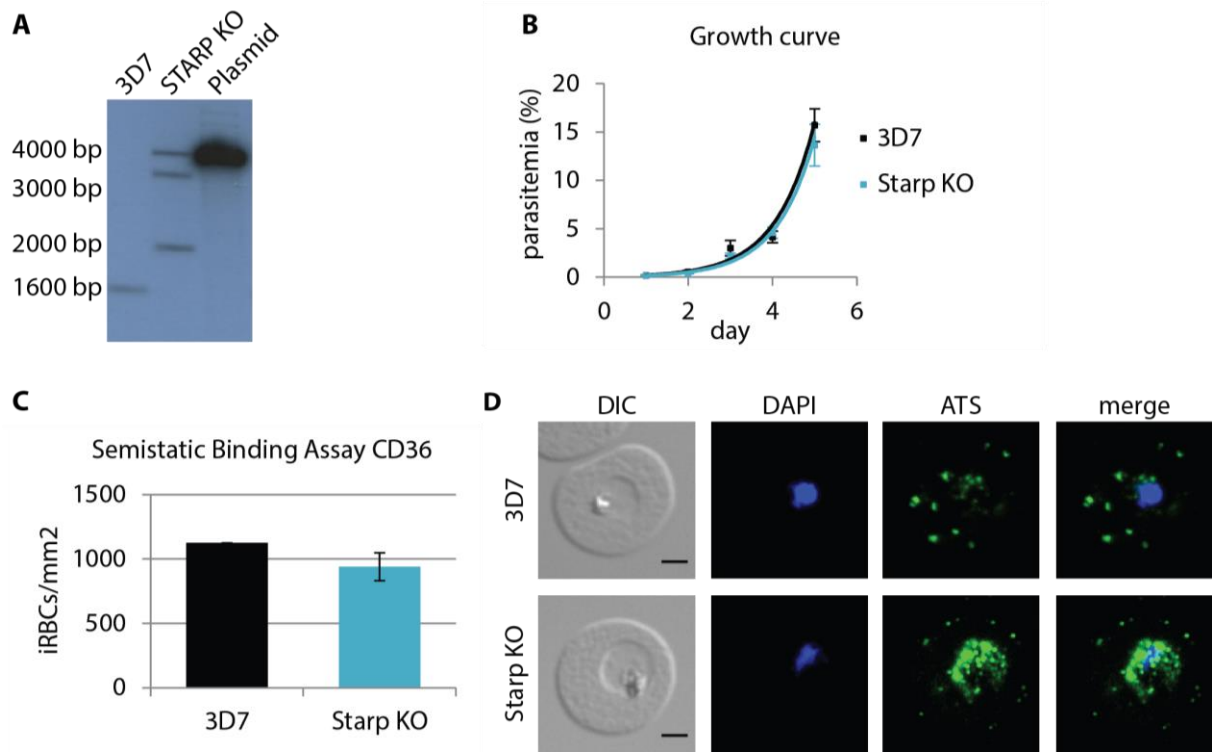 A
3D7
STARP KO
Plasmid
4000 bp
3000 bp
2000 bp
1600 bp
B
Growth curve
parasitemia (%)
20
15
10
5
0
0 2 4 6
day
3D7
Starp KO
C
Semistatic Binding Assay CD36
iRBCs/mm2
1500
1000
500
0
3D7 Starp KO
D
DIC DAPI ATS merge
3D7
Starp KO